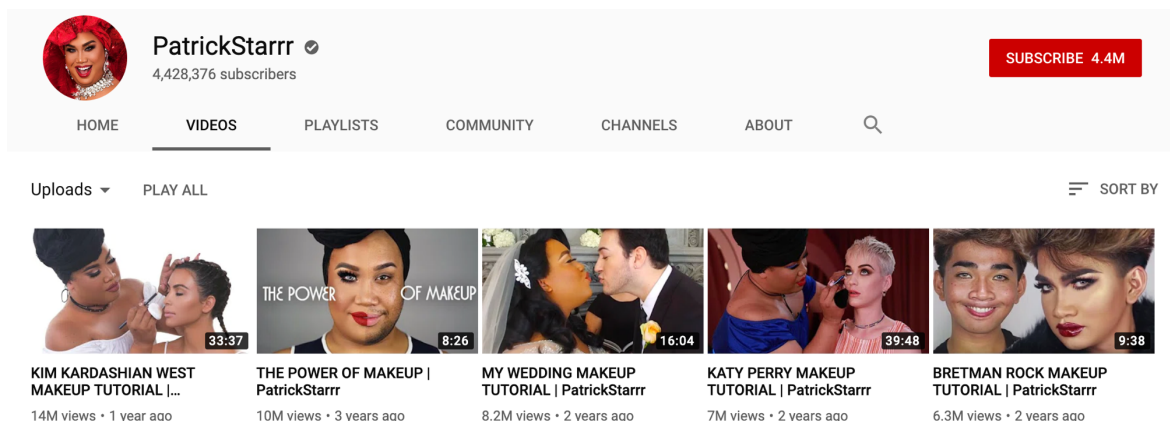 PatrickStarrr
4,428,376 subscribers
SUBSCRIBE 4.4M
HOME VIDEOS PLAYLISTS COMMUNITY CHANNELS ABOUT
Uploads PLAY ALL SORT BY
THE POWER OF MAKEUP
33:37 8:26 16:04 39:48 9:38
KIM KARDASHIAN WEST
MAKEUP TUTORIAL |...
14M views • 1 year ago
THE POWER OF MAKEUP |
PatrickStarrr
10M views • 3 years ago
MY WEDDING MAKEUP
TUTORIAL | PatrickStarrr
8.2M views • 2 years ago
KATY PERRY MAKEUP
TUTORIAL | PatrickStarrr
7M views • 2 years ago
BRETMAN ROCK MAKEUP
TUTORIAL | PatrickStarrr
6.3M views • 2 years ago